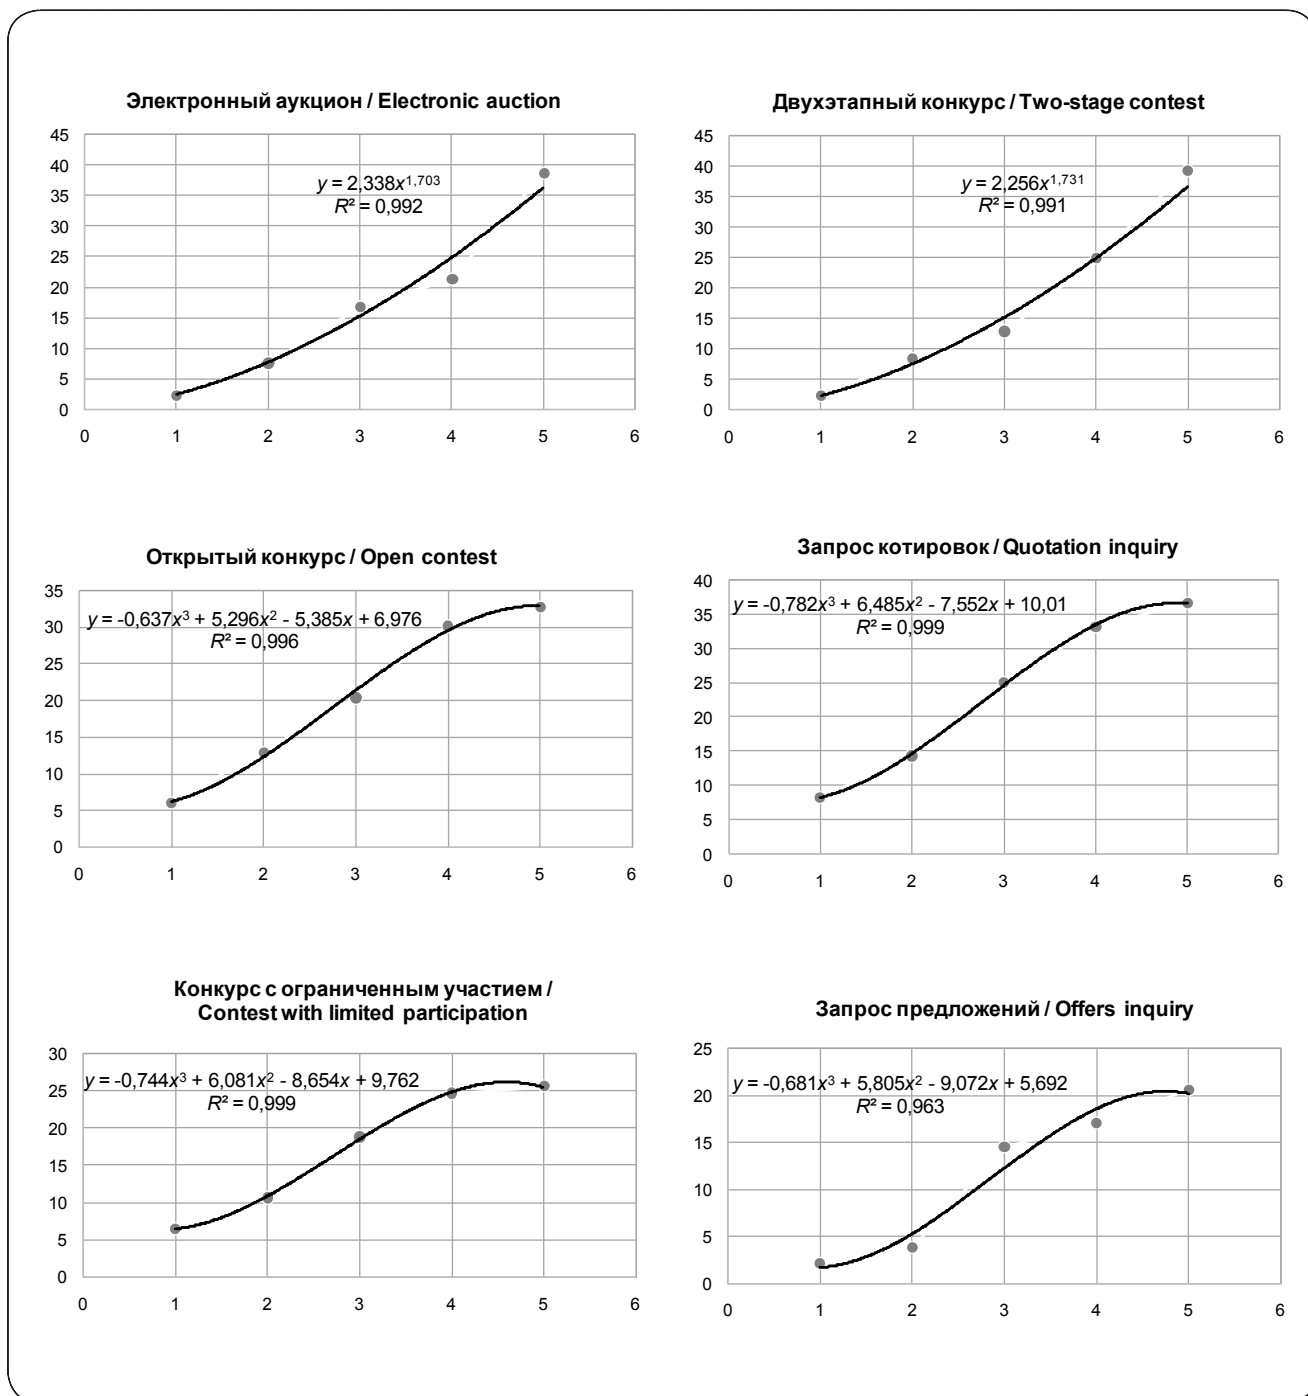 Электронный аукцион / Electronic auction
45
40
35
30
25
20
15
10
5
0
y = 2,338x^1,703
R² = 0,992
0 1 2 3 4 5 6
Двухэтапный конкурс / Two-stage contest
45
40
35
30
25
20
15
10
5
0
y = 2,256x^1,731
R² = 0,991
0 1 2 3 4 5 6
Открытый конкурс / Open contest
35
30
25
20
15
10
5
0
y = -0,637x³ + 5,296x² - 5,385x + 6,976
R² = 0,996
0 1 2 3 4 5 6
Запрос котировок / Quotation inquiry
40
35
30
25
20
15
10
5
0
y = -0,782x³ + 6,485x² - 7,552x + 10,01
R² = 0,999
0 1 2 3 4 5 6
Конкурс с ограниченным участием /
Contest with limited participation
30
25
20
15
10
5
0
y = -0,744x³ + 6,081x² - 8,654x + 9,762
R² = 0,999
0 1 2 3 4 5 6
Запрос предложений / Offers inquiry
25
20
15
10
5
0
y = -0,681x³ + 5,805x² - 9,072x + 5,692
R² = 0,963
0 1 2 3 4 5 6